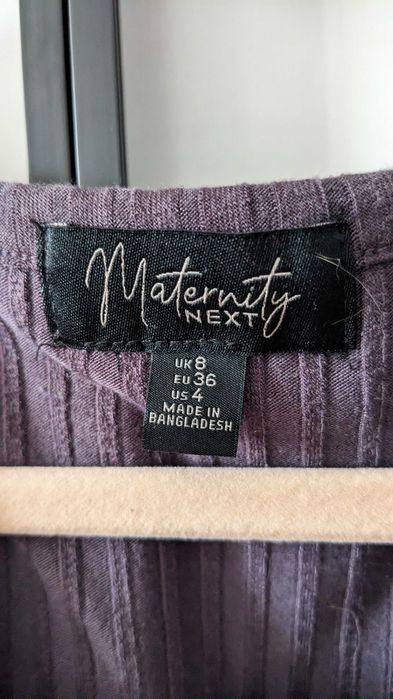 Maternity
NEXT
UK 8
EU 36
US 4
MADE IN
BANGLADESH